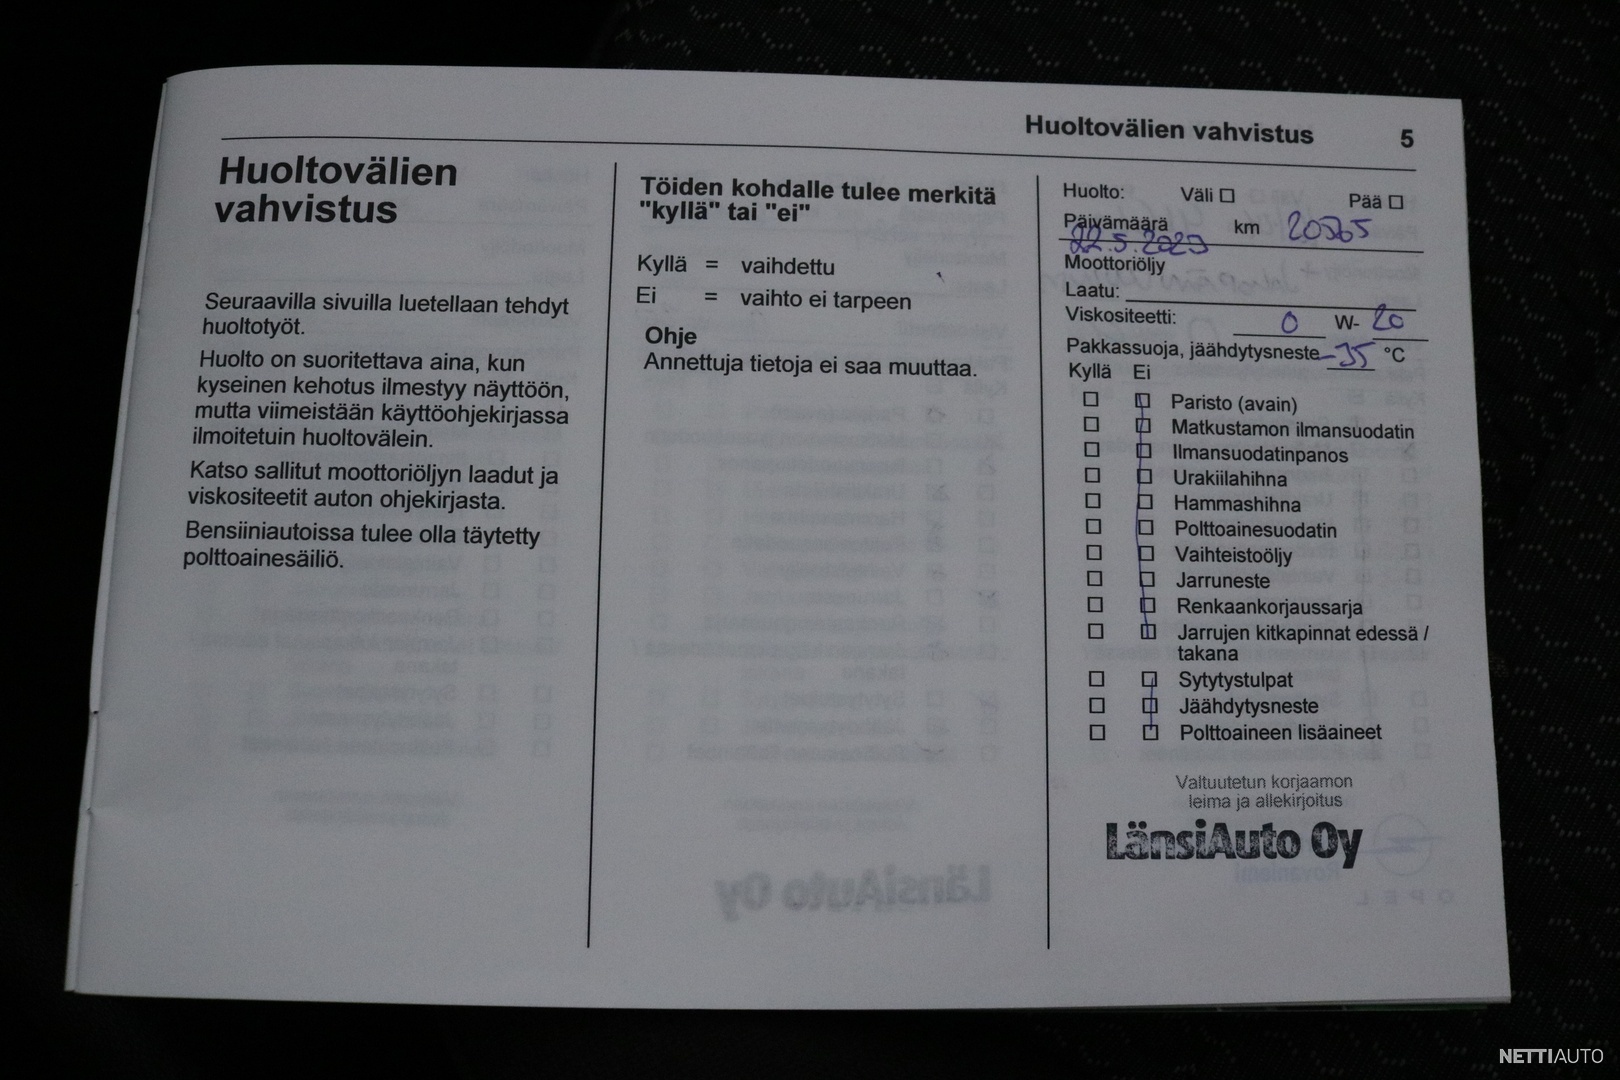 Huoltovälien vahvistus 5
Huoltovälien
vahvistus
Seuraavilla sivuilla luetellaan tehdyt
huoltotyöt.
Huolto on suoritettava aina, kun
kyseinen kehotus ilmestyy näyttöön,
mutta viimeistään käyttöohjekirjassa
ilmoitetuin huoltovälein.
Katso sallitut moottoriöljyn laadut ja
viskositeetit auton ohjekirjasta.
Bensiiniautoissa tulee olla täytetty
polttoainesäiliö.
Töiden kohdalle tulee merkitä
"kyllä" tai "ei"
Kyllä = vaihdettu
Ei = vaihto ei tarpeen
Ohje
Annettuja tietoja ei saa muuttaa.
Huolto: Väli ☐ Pää ☐
Päivämäärä km 20565
22.5.2023
Moottoriöljy
Laatu:
Viskositeetti: 0 W- 20
Pakkassuoja, jäähdytysneste -35 °C
Kyllä Ei
Paristo (avain)
Matkustamon ilmansuodatin
Ilmansuodatinpanos
Urakiilahihna
Hammashihna
Polttoainesuodatin
Vaihteistoöljy
Jarruneste
Renkaankorjaussarja
Jarrujen kitkapinnat edessä /
takana
Sytytystulpat
Jäähdytysneste
Polttoaineen lisäaineet
Valtuutetun korjaamon
leima ja allekirjoitus
LänsiAuto Oy
NETTIAUTO